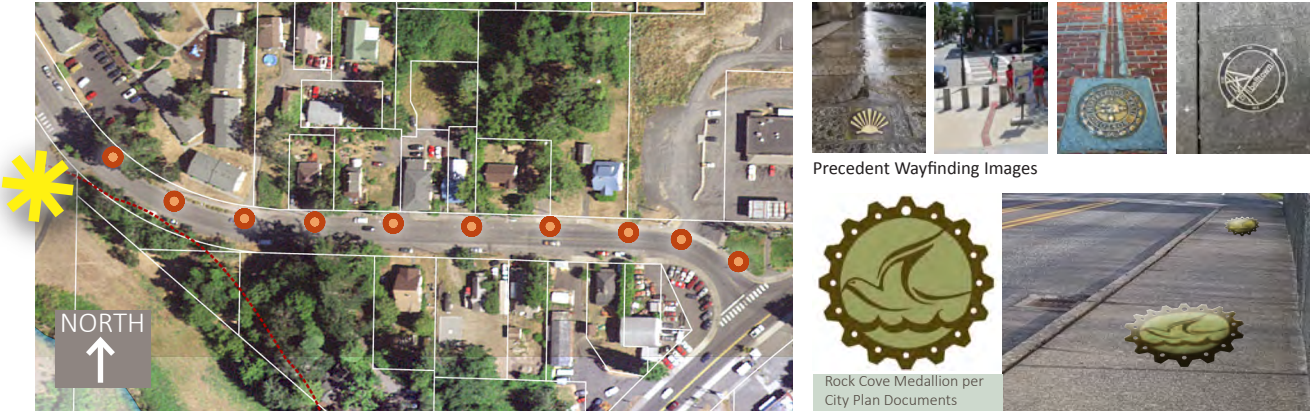 NORTH
Precedent Wayfinding Images
Rock Cove Medallion per
City Plan Documents